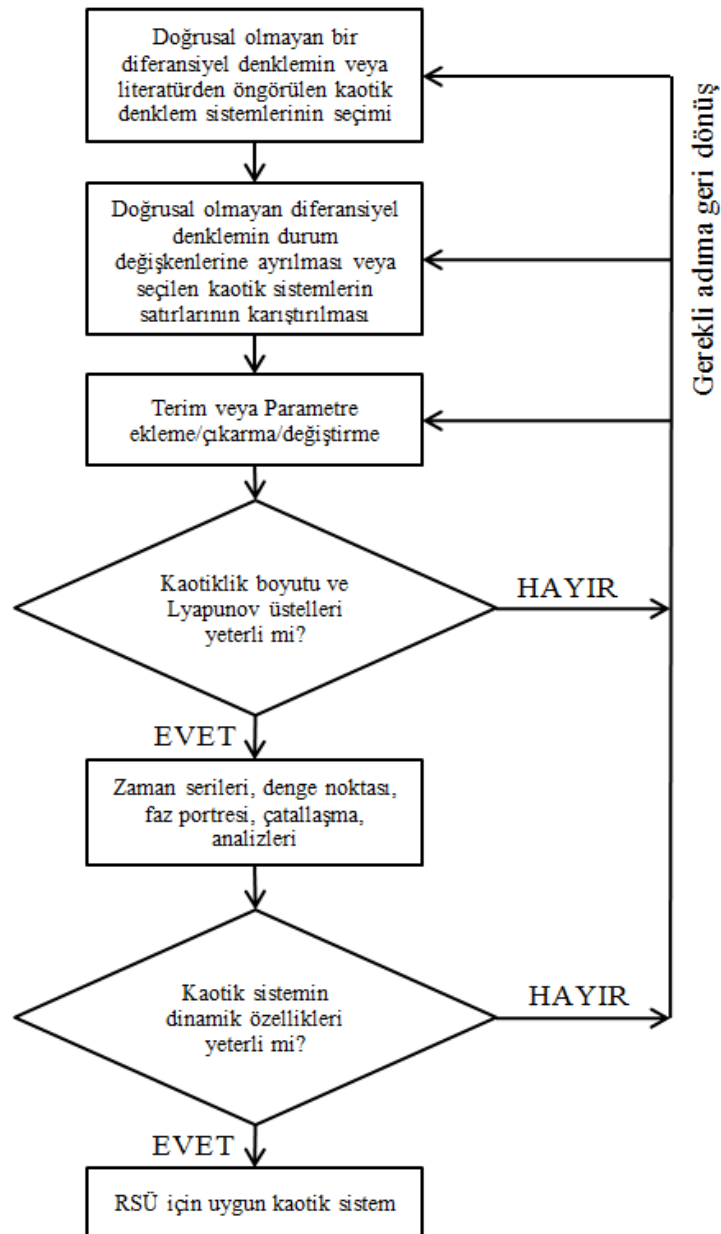 Doğrusal olmayan bir
diferansiyel denklemin veya
literatürden öngörülen kaotik
denklem sistemlerinin seçimi
Doğrusal olmayan diferansiyel
denklemin durum
değişkenlerine ayrılması veya
seçilen kaotik sistemlerin
satırlarının karıştırılması
Terim veya Parametre
ekleme/çıkarma/değiştirme
Kaotiklik boyutu ve
Lyapunov üstelleri
yeterli mi?
HAYIR
EVET
Zaman serileri, denge noktası,
faz portresi, çatallaşma,
analizleri
Kaotik sistemin
dinamik özellikleri
yeterli mi?
HAYIR
EVET
RSÜ için uygun kaotik sistem
Gerekli adıma geri dönüş